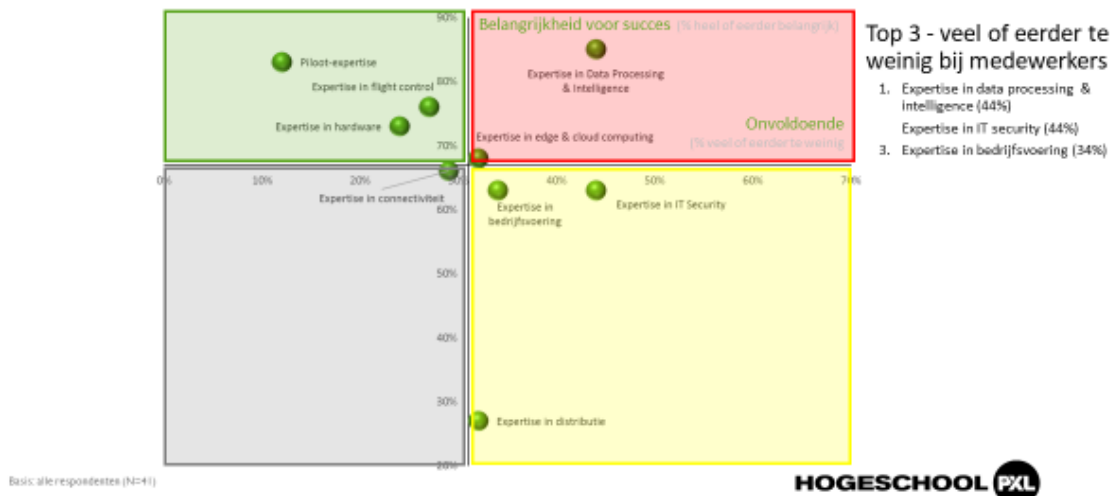 90%
Belangrijkheid voor succes (% heel of eerder belangrijk)
Piloot-expertise
Expertise in Data Processing
& Intelligence
80%
Expertise in flight control
Expertise in hardware
Onvoldoende
(% veel of eerder te weinig
70%
Expertise in edge & cloud computing
0%
10%
20%
30%
40%
50%
60%
70%
Expertise in connectiviteit
60%
Expertise in
bedrijfsvoering
Expertise in IT Security
50%
40%
30%
Expertise in distributie
20%
Top 3 - veel of eerder te
weinig bij medewerkers
1. Expertise in data processing &
intelligence (44%)
Expertise in IT security (44%)
3. Expertise in bedrijfsvoering (34%)
Basis: alle respondenten (N=41)
HOGESCHOOL PXL